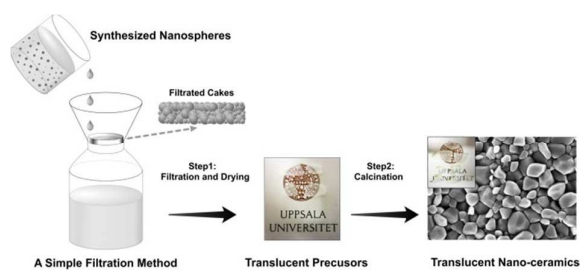 Synthesized Nanospheres
Filtrated Cakes
Step1:
Filtration and Drying
Step2:
Calcination
UPPSALA
UNIVERSITET
UPPSALA
UNIVERSITET
A Simple Filtration Method
Translucent Precusors
Translucent Nano-ceramics